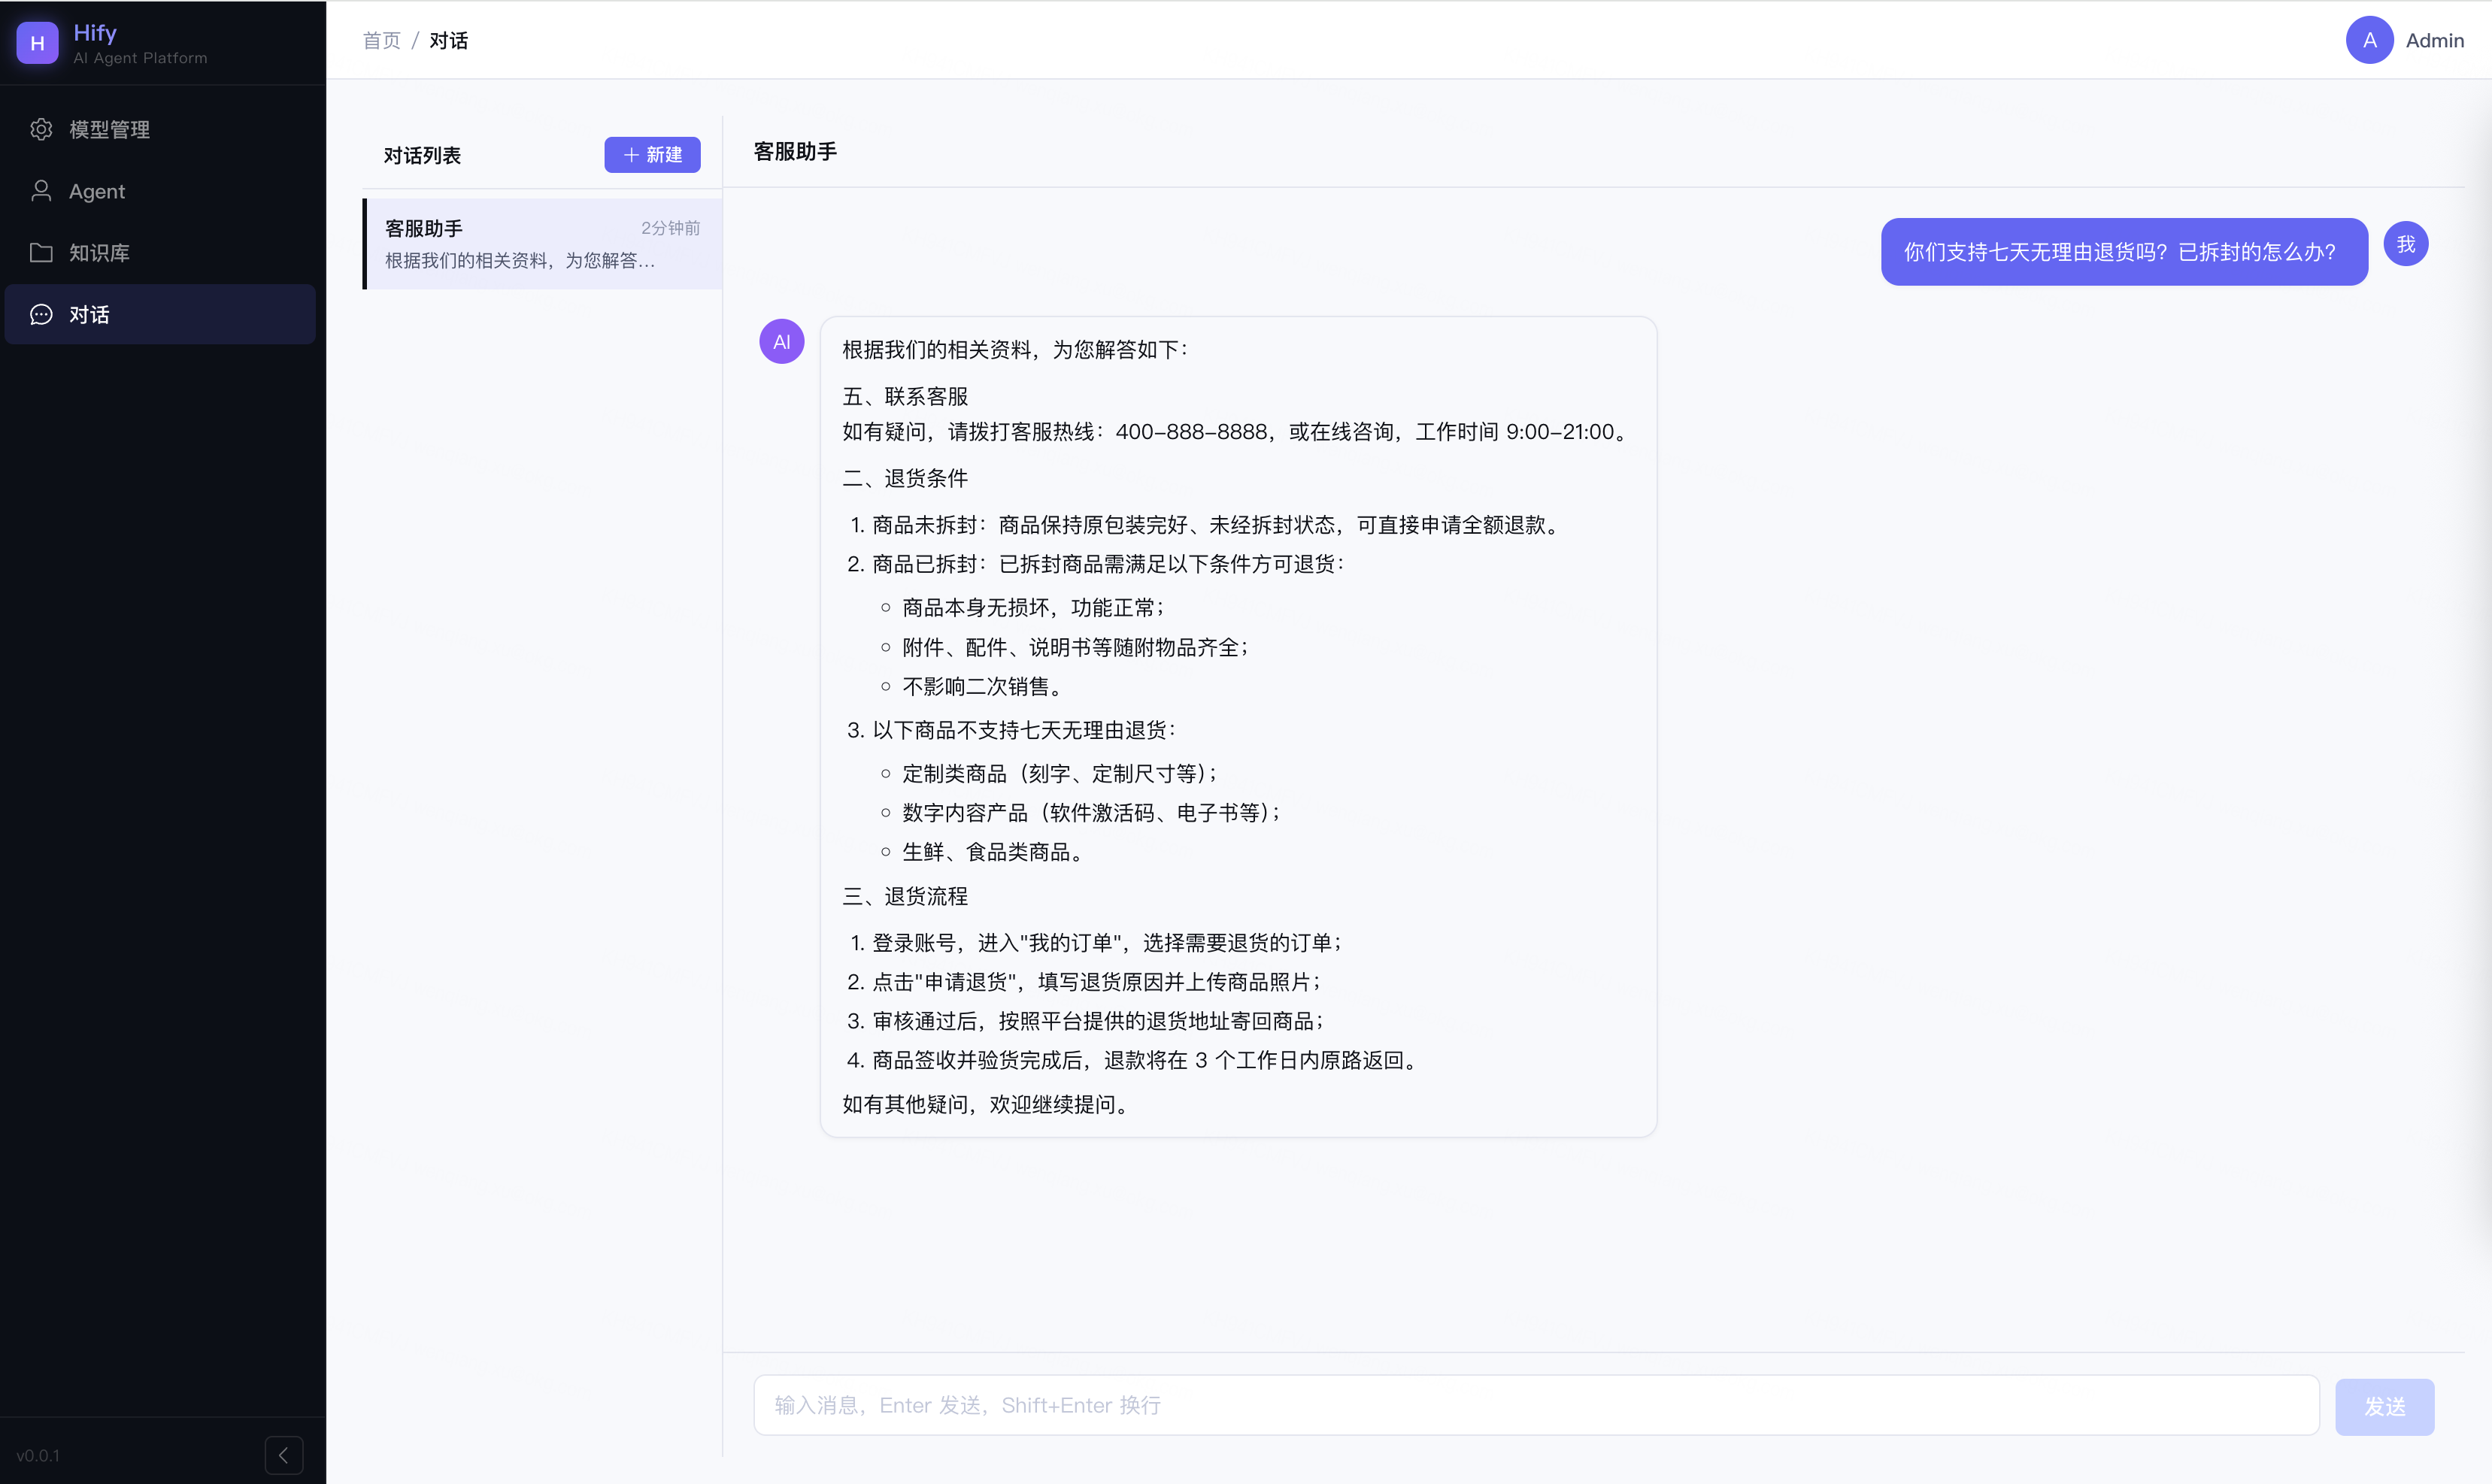 H
Hify
AI Agent Platform
模型管理
Agent
知识库
对话
v0.0.1
首页 / 对话
A
Admin
对话列表
新建
客服助手
2分钟前
根据我们的相关资料，为您解答...
客服助手
你们支持七天无理由退货吗？已拆封的怎么办？
我
AI
根据我们的相关资料，为您解答如下：
五、联系客服
如有疑问，请拨打客服热线：400-888-8888，或在线咨询，工作时间 9:00-21:00。
二、退货条件
1. 商品未拆封：商品保持原包装完好、未经拆封状态，可直接申请全额退款。
2. 商品已拆封：已拆封商品需满足以下条件方可退货：
商品本身无损坏，功能正常；
附件、配件、说明书等随附物品齐全；
不影响二次销售。
3. 以下商品不支持七天无理由退货：
定制类商品（刻字、定制尺寸等）；
数字内容产品（软件激活码、电子书等）；
生鲜、食品类商品。
三、退货流程
1. 登录账号，进入"我的订单"，选择需要退货的订单；
2. 点击"申请退货"，填写退货原因并上传商品照片；
3. 审核通过后，按照平台提供的退货地址寄回商品；
4. 商品签收并验货完成后，退款将在 3 个工作日内原路返回。
如有其他疑问，欢迎继续提问。
输入消息，Enter 发送，Shift+Enter 换行
发送